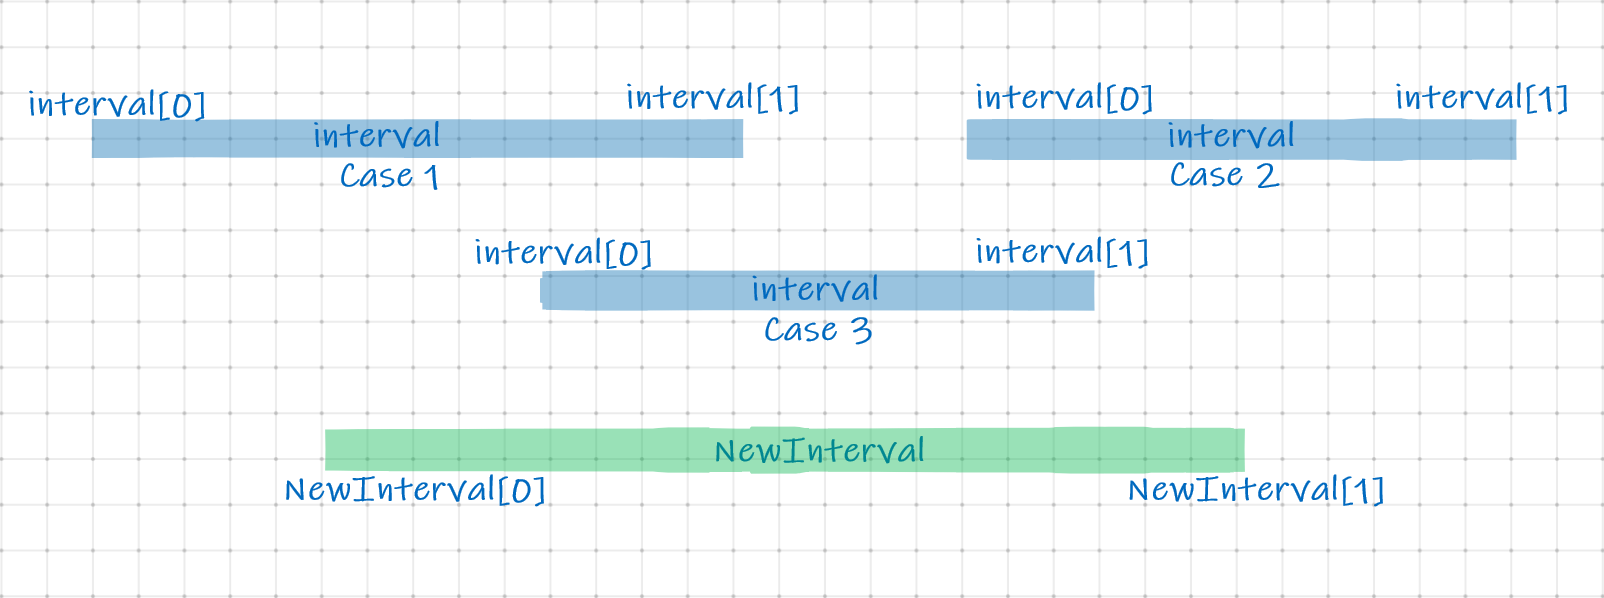 interval[0]
interval[1]
interval
Case 1
interval[0]
interval[1]
interval
Case 2
interval[0]
interval[1]
interval
Case 3
NewInterval
NewInterval[0]
NewInterval[1]